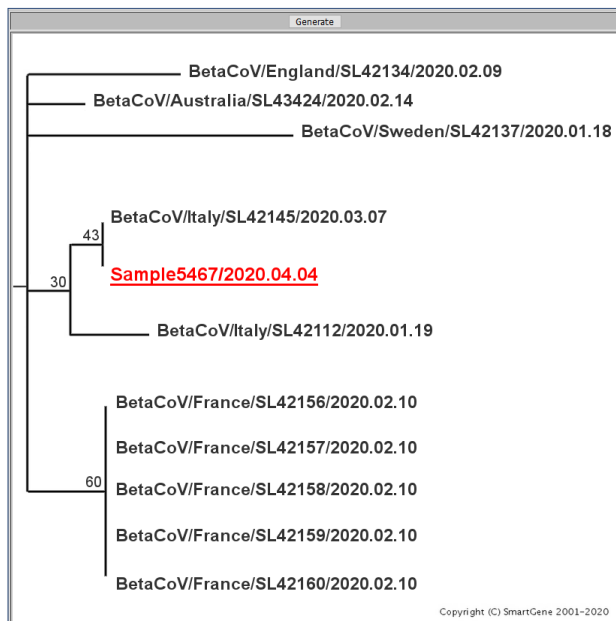 Generate
BetaCoV/England/SL42134/2020.02.09
BetaCoV/Australia/SL43424/2020.02.14
BetaCoV/Sweden/SL42137/2020.01.18
BetaCoV/Italy/SL42145/2020.03.07
43
Sample5467/2020.04.04
30
BetaCoV/Italy/SL42112/2020.01.19
BetaCoV/France/SL42156/2020.02.10
BetaCoV/France/SL42157/2020.02.10
60
BetaCoV/France/SL42158/2020.02.10
BetaCoV/France/SL42159/2020.02.10
BetaCoV/France/SL42160/2020.02.10
Copyright (C) SmartGene 2001-2020